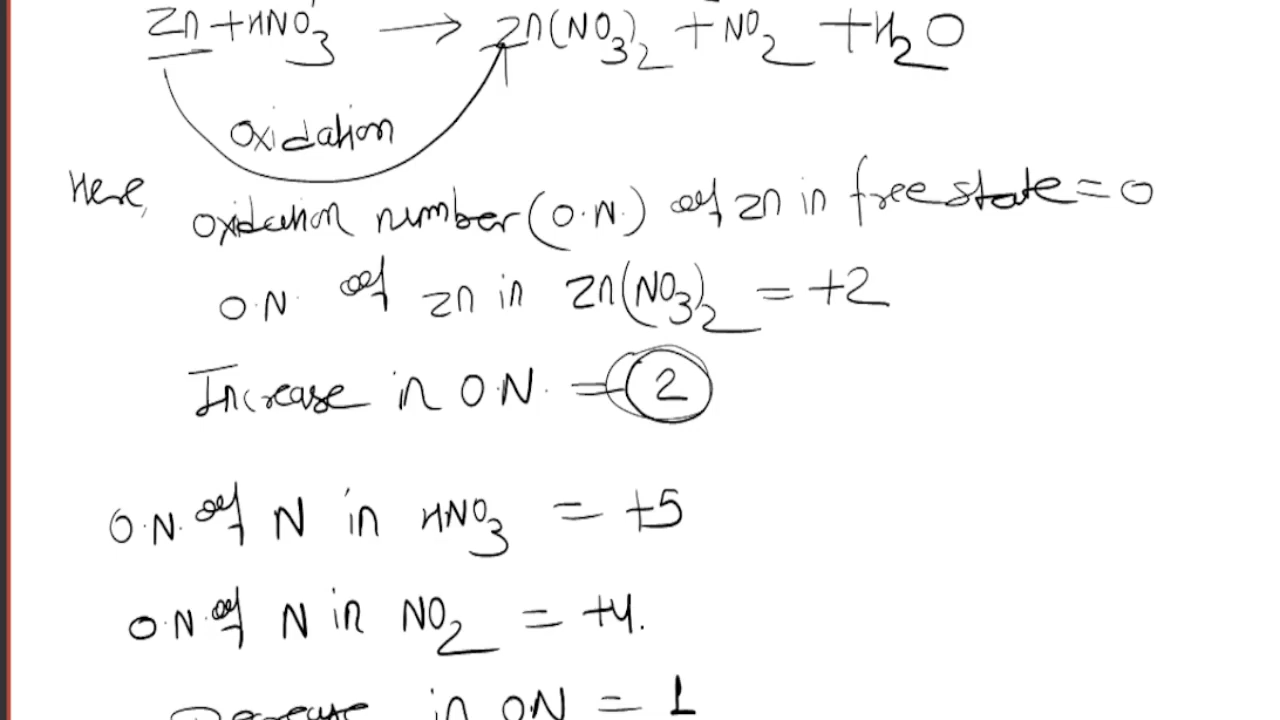 Zn + HNO3 → Zn(NO3)2 + NO2 + H2O
Oxidation
Here,
Oxidation number (O.N.) of Zn in free state = 0
O.N. of Zn in Zn(NO3)2 = +2
Increase in O.N. = 2
O.N. of N in HNO3 = +5
O.N. of N in NO2 = +4.
Decrease in ON = 1